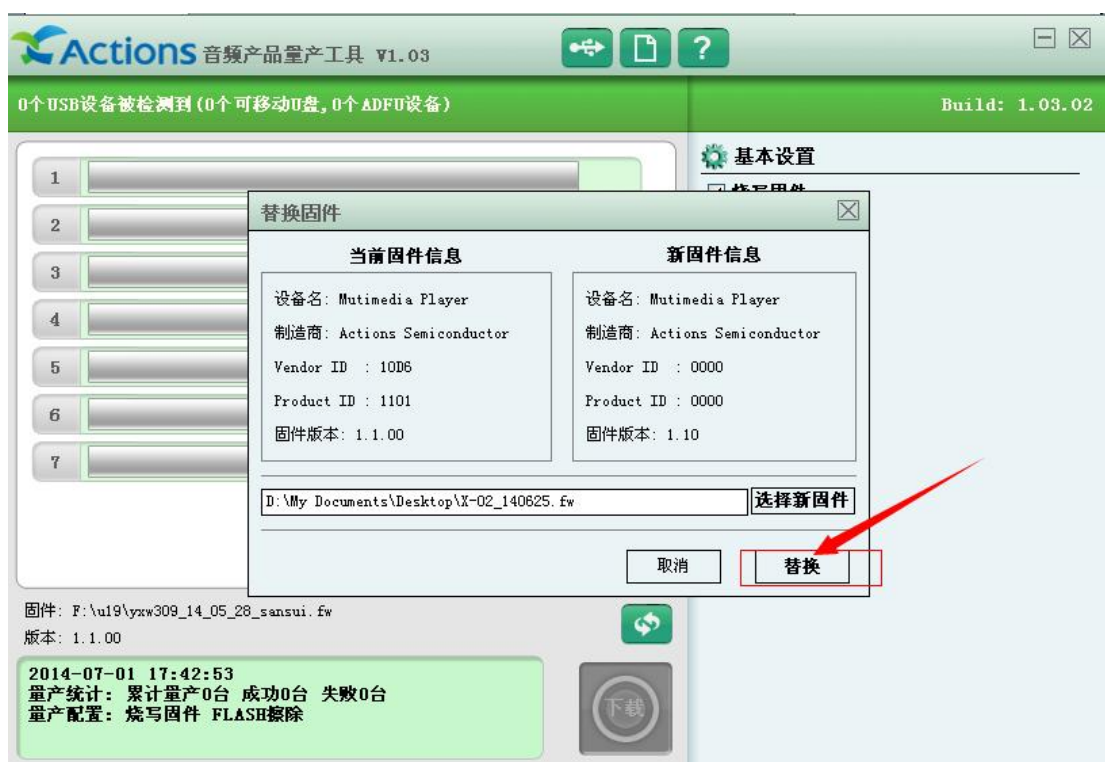 Actions 音频产品量产工具 V1.03
?
0个USB设备被检测到(0个可移动U盘,0个ADFU设备)
Build: 1.03.02
基本设置
烧写固件
1
2
3
4
5
6
7
替换固件
当前固件信息
设备名: Mutimedia Player
制造商: Actions Semiconductor
Vendor ID : 10D6
Product ID : 1101
固件版本: 1.1.00
新固件信息
设备名: Mutimedia Player
制造商: Actions Semiconductor
Vendor ID : 0000
Product ID : 0000
固件版本: 1.10
D:\My Documents\Desktop\X-02_140625.fw
选择新固件
取消
替换
固件: F:\u19\yxw309_14_05_28_sansui.fw
版本: 1.1.00
2014-07-01 17:42:53
量产统计: 累计量产0台 成功0台 失败0台
量产配置: 烧写固件 FLASH擦除
下载